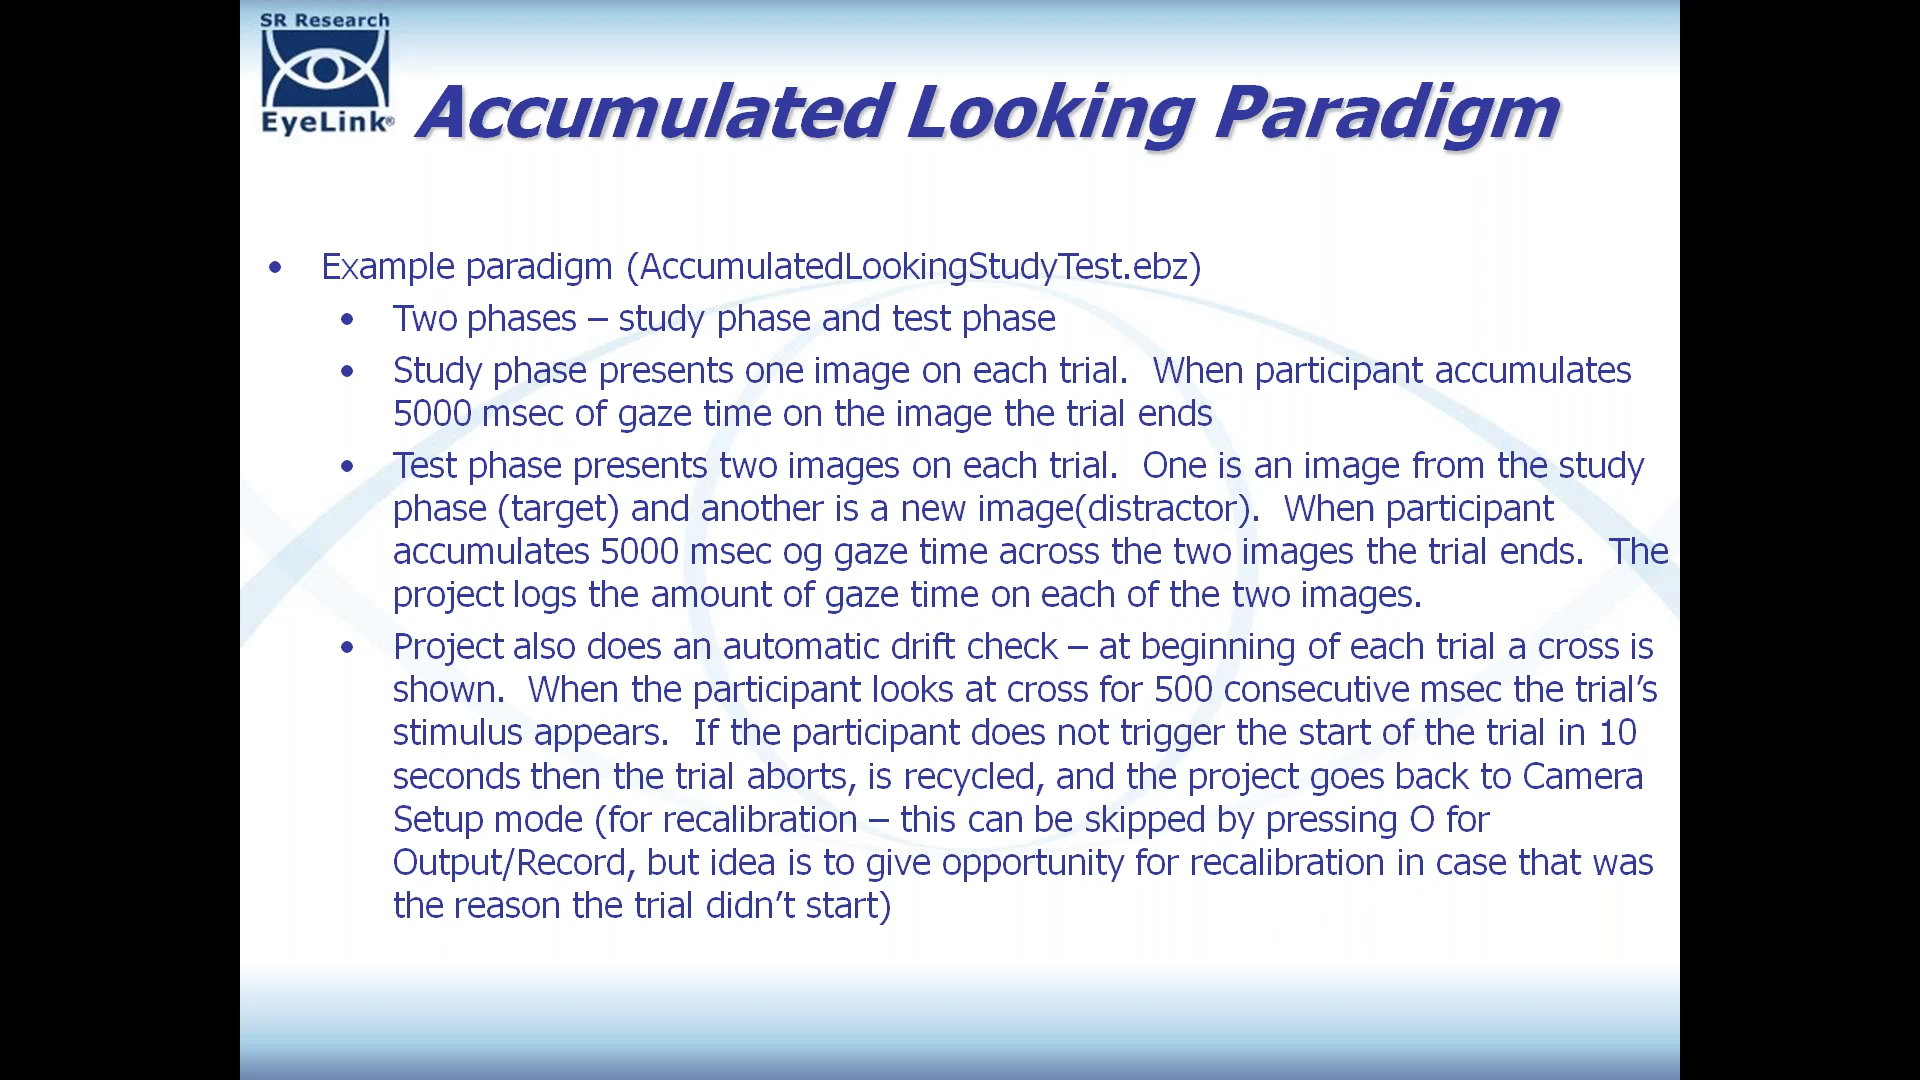 SR Research
EyeLink®
Accumulated Looking Paradigm
• Example paradigm (AccumulatedLookingStudyTest.ebz)
• Two phases – study phase and test phase
• Study phase presents one image on each trial.  When participant accumulates
5000 msec of gaze time on the image the trial ends
• Test phase presents two images on each trial.  One is an image from the study
phase (target) and another is a new image(distractor).  When participant
accumulates 5000 msec og gaze time across the two images the trial ends.  The
project logs the amount of gaze time on each of the two images.
• Project also does an automatic drift check – at beginning of each trial a cross is
shown.  When the participant looks at cross for 500 consecutive msec the trial’s
stimulus appears.  If the participant does not trigger the start of the trial in 10
seconds then the trial aborts, is recycled, and the project goes back to Camera
Setup mode (for recalibration – this can be skipped by pressing O for
Output/Record, but idea is to give opportunity for recalibration in case that was
the reason the trial didn’t start)